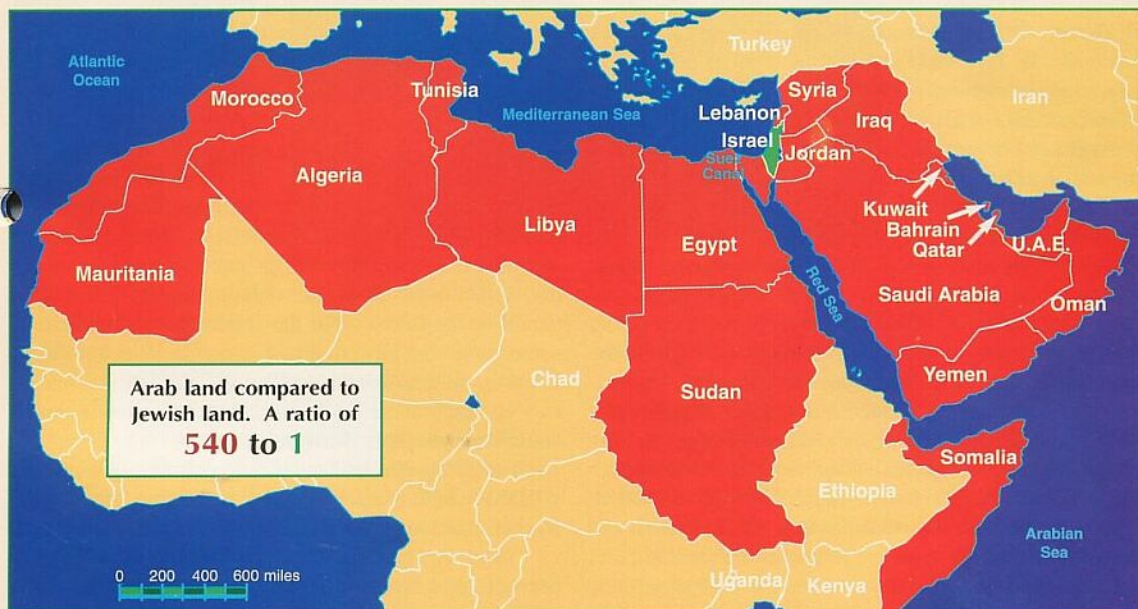 Atlantic
Ocean
Morocco
Tunisia
Mediterranean Sea
Turkey
Syria
Lebanon
Israel
Suez
Canal
Jordan
Iraq
Iran
Algeria
Libya
Egypt
Kuwait
Bahrain
Qatar
U.A.E.
Mauritania
Red Sea
Saudi Arabia
Oman
Yemen
Chad
Sudan
Somalia
Ethiopia
Arab land compared to
Jewish land. A ratio of
540 to 1
Arabian
Sea
0 200 400 600 miles
Uganda
Kenya